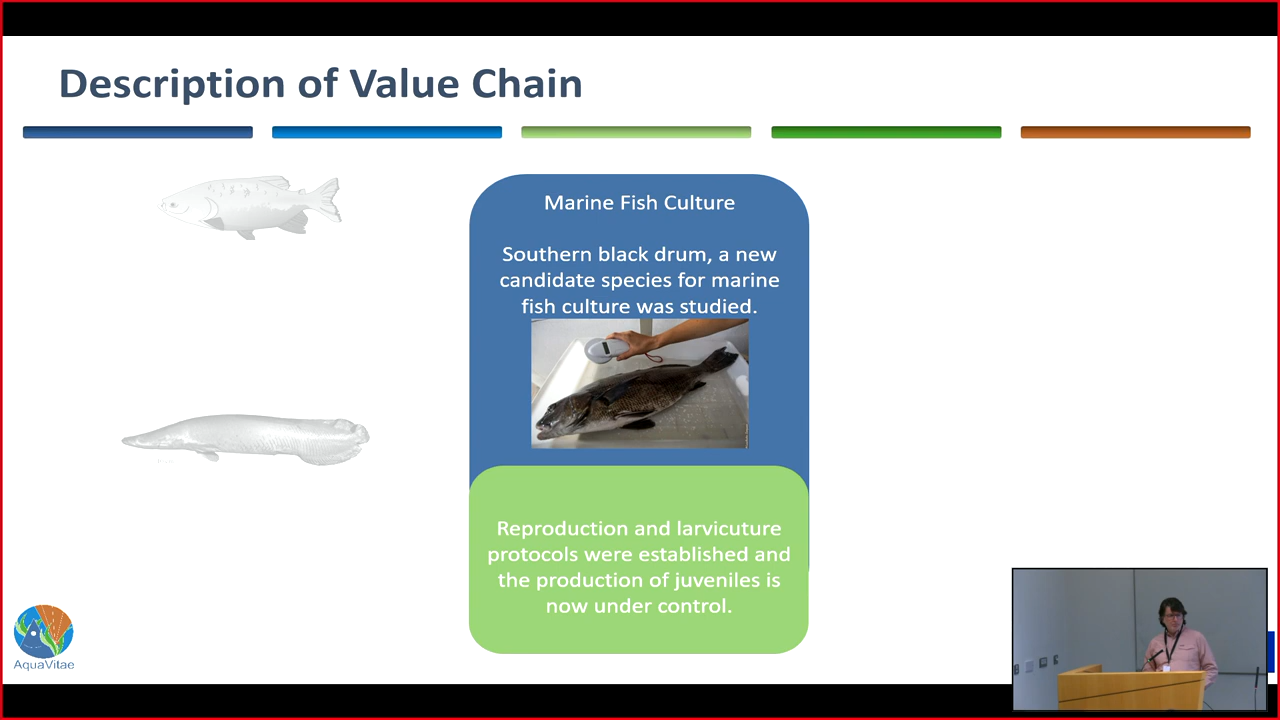 Description of Value Chain
Marine Fish Culture
Southern black drum, a new
candidate species for marine
fish culture was studied.
Reproduction and larvicuture
protocols were established and
the production of juveniles is
now under control.
AquaVitae